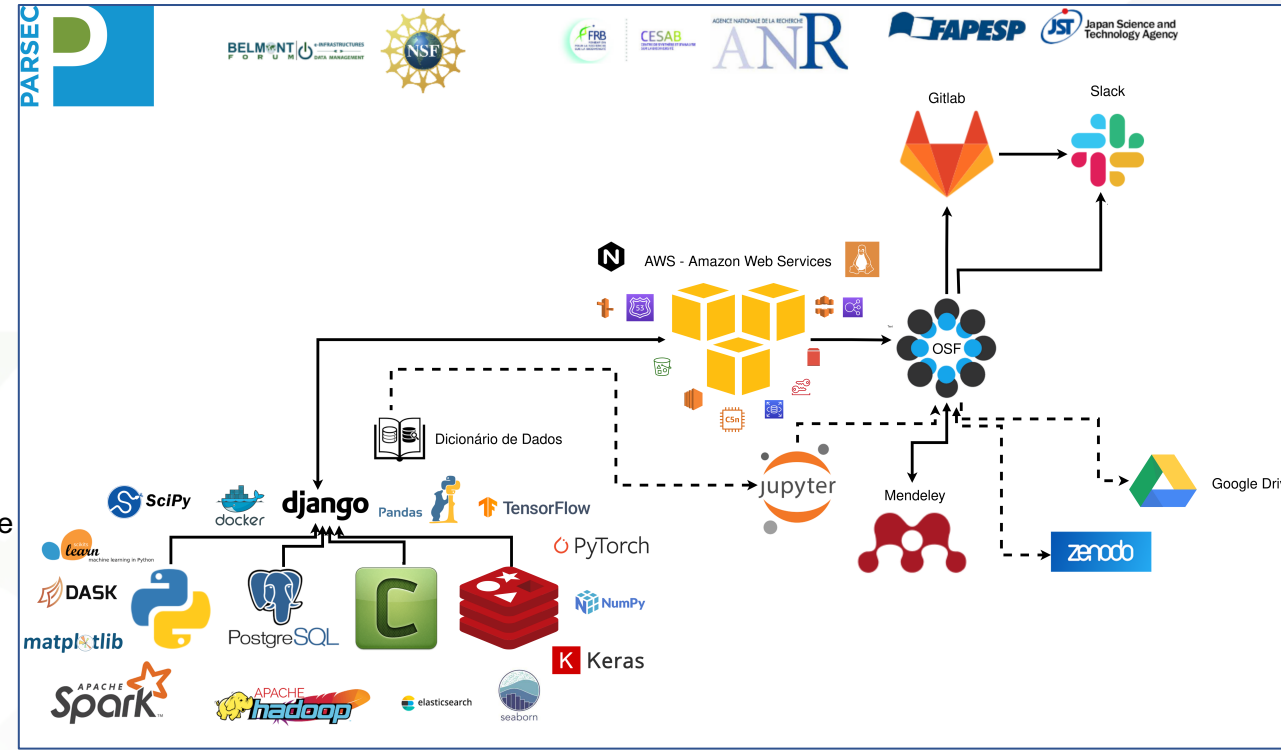 PARSEC
BELMONT
FORUM
e-INFRASTRUCTURES
DATA MANAGEMENT
NSF
FRB
CESAB
AGENCE NATIONALE DE LA RECHERCHE
ANR
FAPESP
JST
Japan Science and
Technology Agency
Gitlab
Slack
N
AWS - Amazon Web Services
S3
OSF
C5n
Dicionário de Dados
jupyter
Mendeley
Google Driv
zenodo
SciPy
docker
django
Pandas
TensorFlow
PyTorch
e
learn
machine learning in Python
DASK
matplotlib
PostgreSQL
C
NumPy
K Keras
APACHE
Spark
TM
APACHE
hadoop
elasticsearch
seaborn